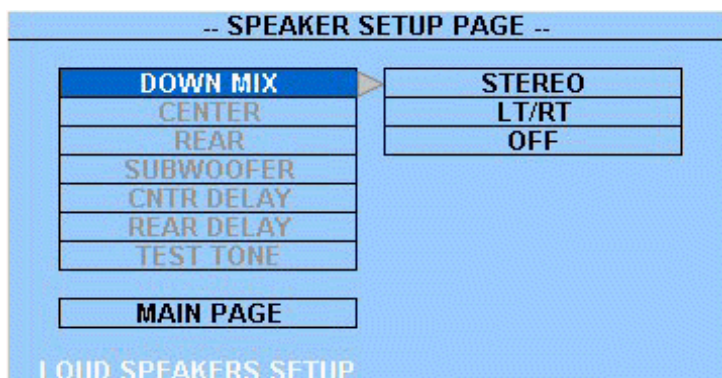 -- SPEAKER SETUP PAGE --
DOWN MIX
STEREO
CENTER
LT/RT
REAR
OFF
SUBWOOFER
CNTR DELAY
REAR DELAY
TEST TONE
MAIN PAGE
LOUD SPEAKERS SETUP